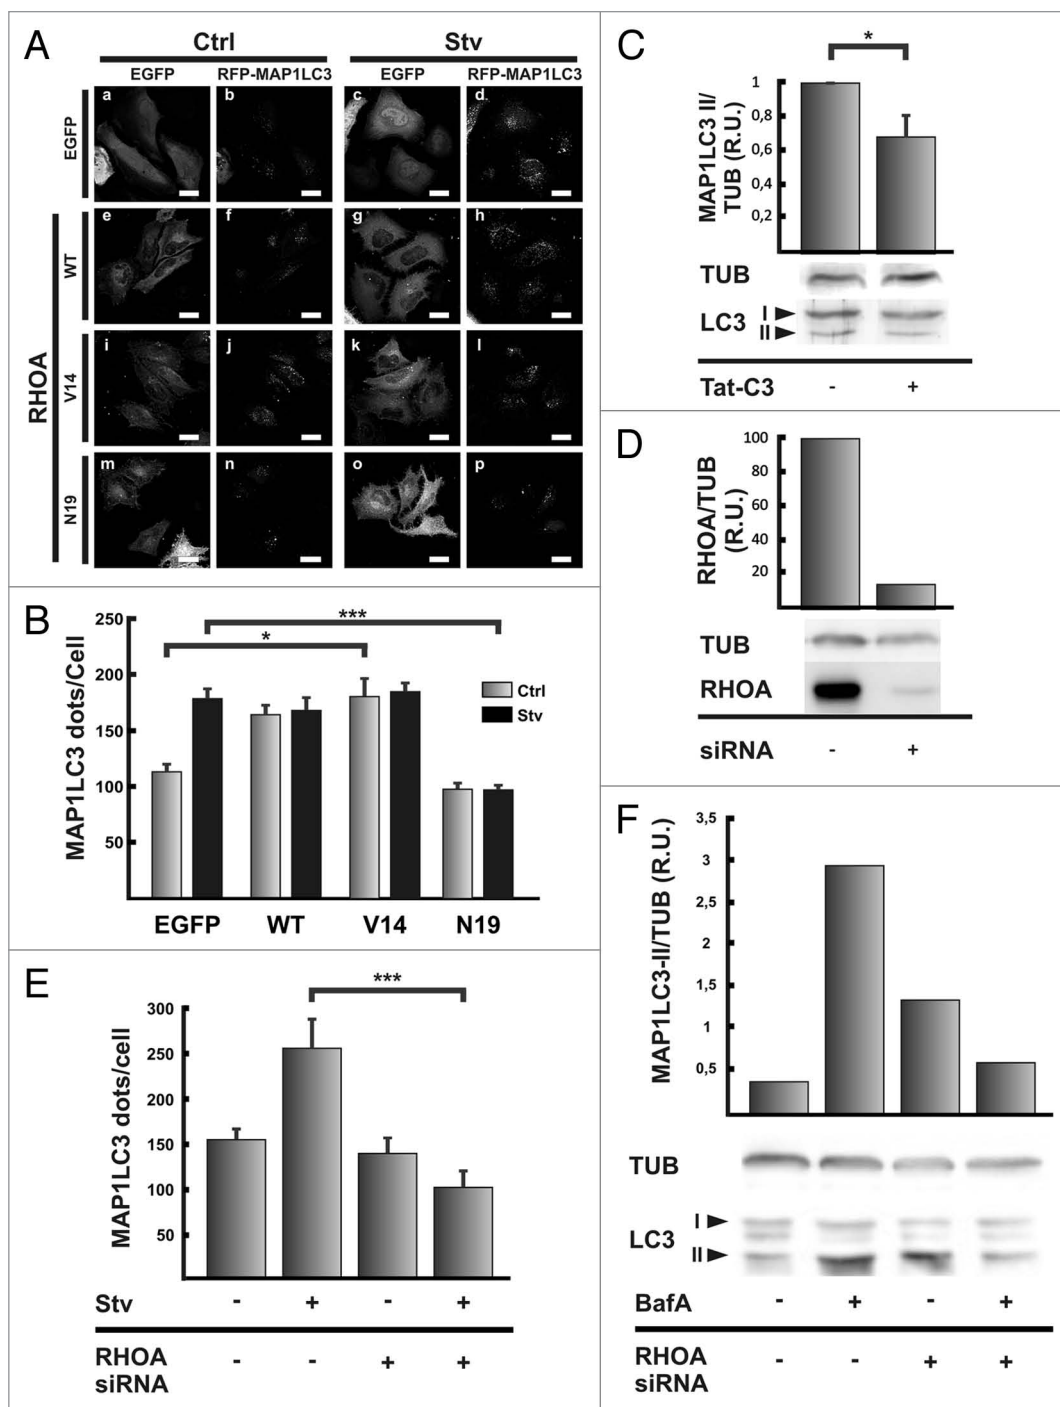 A
Ctrl Stv
EGFP RFP-MAP1LC3 EGFP RFP-MAP1LC3
EGFP a b c d
RHOA
WT e f g h
V14 i j k l
N19 m n o p
B
MAP1LC3 dots/Cell
250
200
150
100
50
***
*
Ctrl
Stv
EGFP WT V14 N19
E
MAP1LC3 dots/cell
300
250
200
150
100
50
***
Stv - + - +
RHOA
siRNA - - + +
C
*
MAP1LC3 II/
TUB (R.U.)
1
0,8
0,6
0,4
0,2
TUB
LC3
I
II
Tat-C3 - +
D
RHOA/TUB
(R.U.)
100
80
60
40
20
TUB
RHOA
siRNA - +
F
MAP1LC3-II/TUB (R.U.)
3,5
3
2,5
2
1,5
1
0,5
TUB
LC3
I
II
BafA - + - +
RHOA
siRNA - - + +